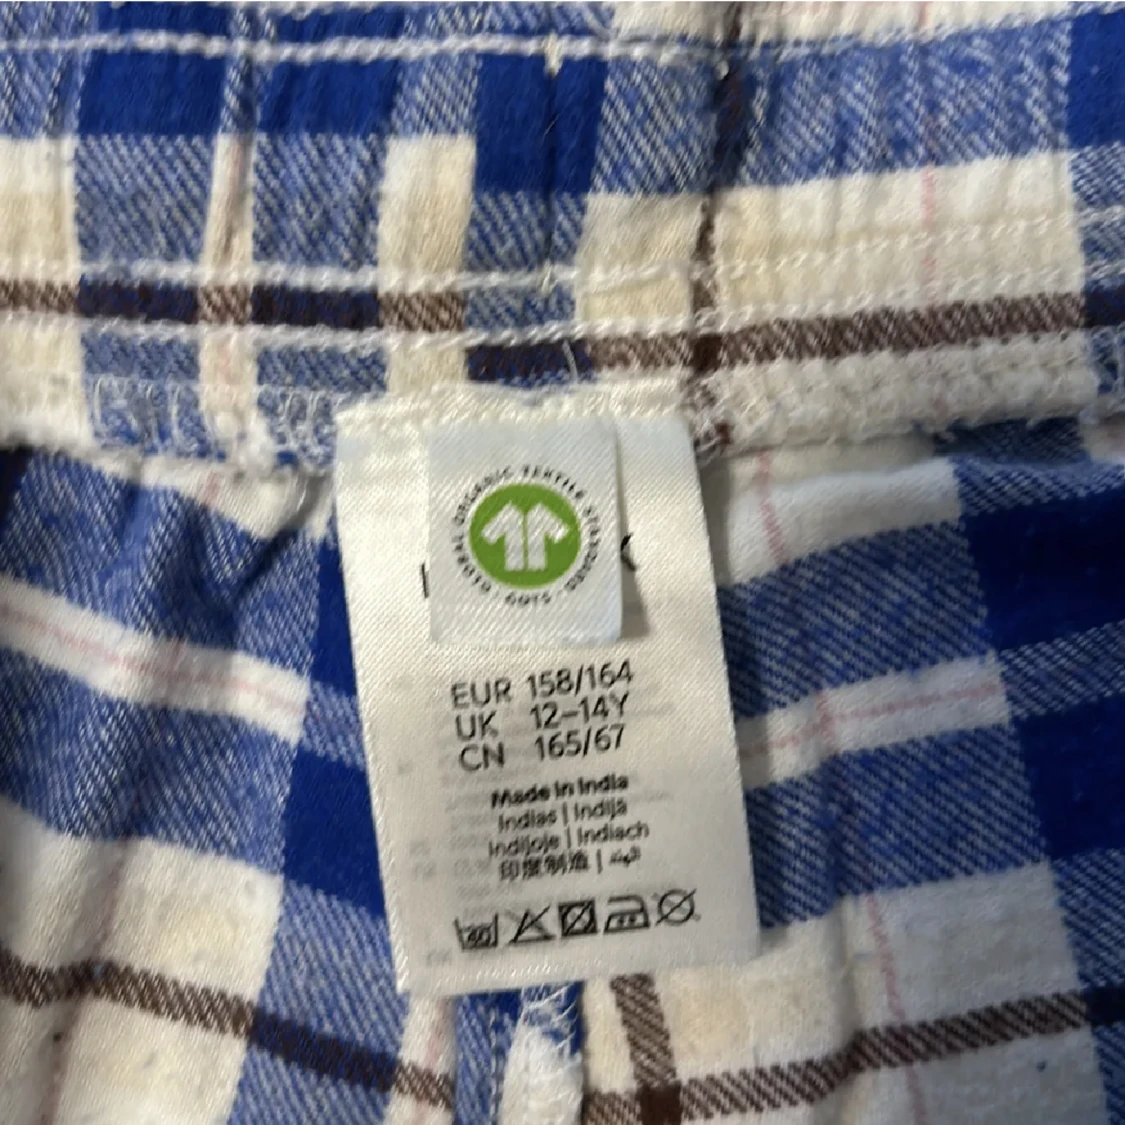 GLOBAL ORGANIC TEXTILE STANDARD · GOTS ·
EUR 158/164
UK 12–14Y
CN 165/67
Made in India
Indias | Indija
Indijoje | Indiach
印度制造 |
40